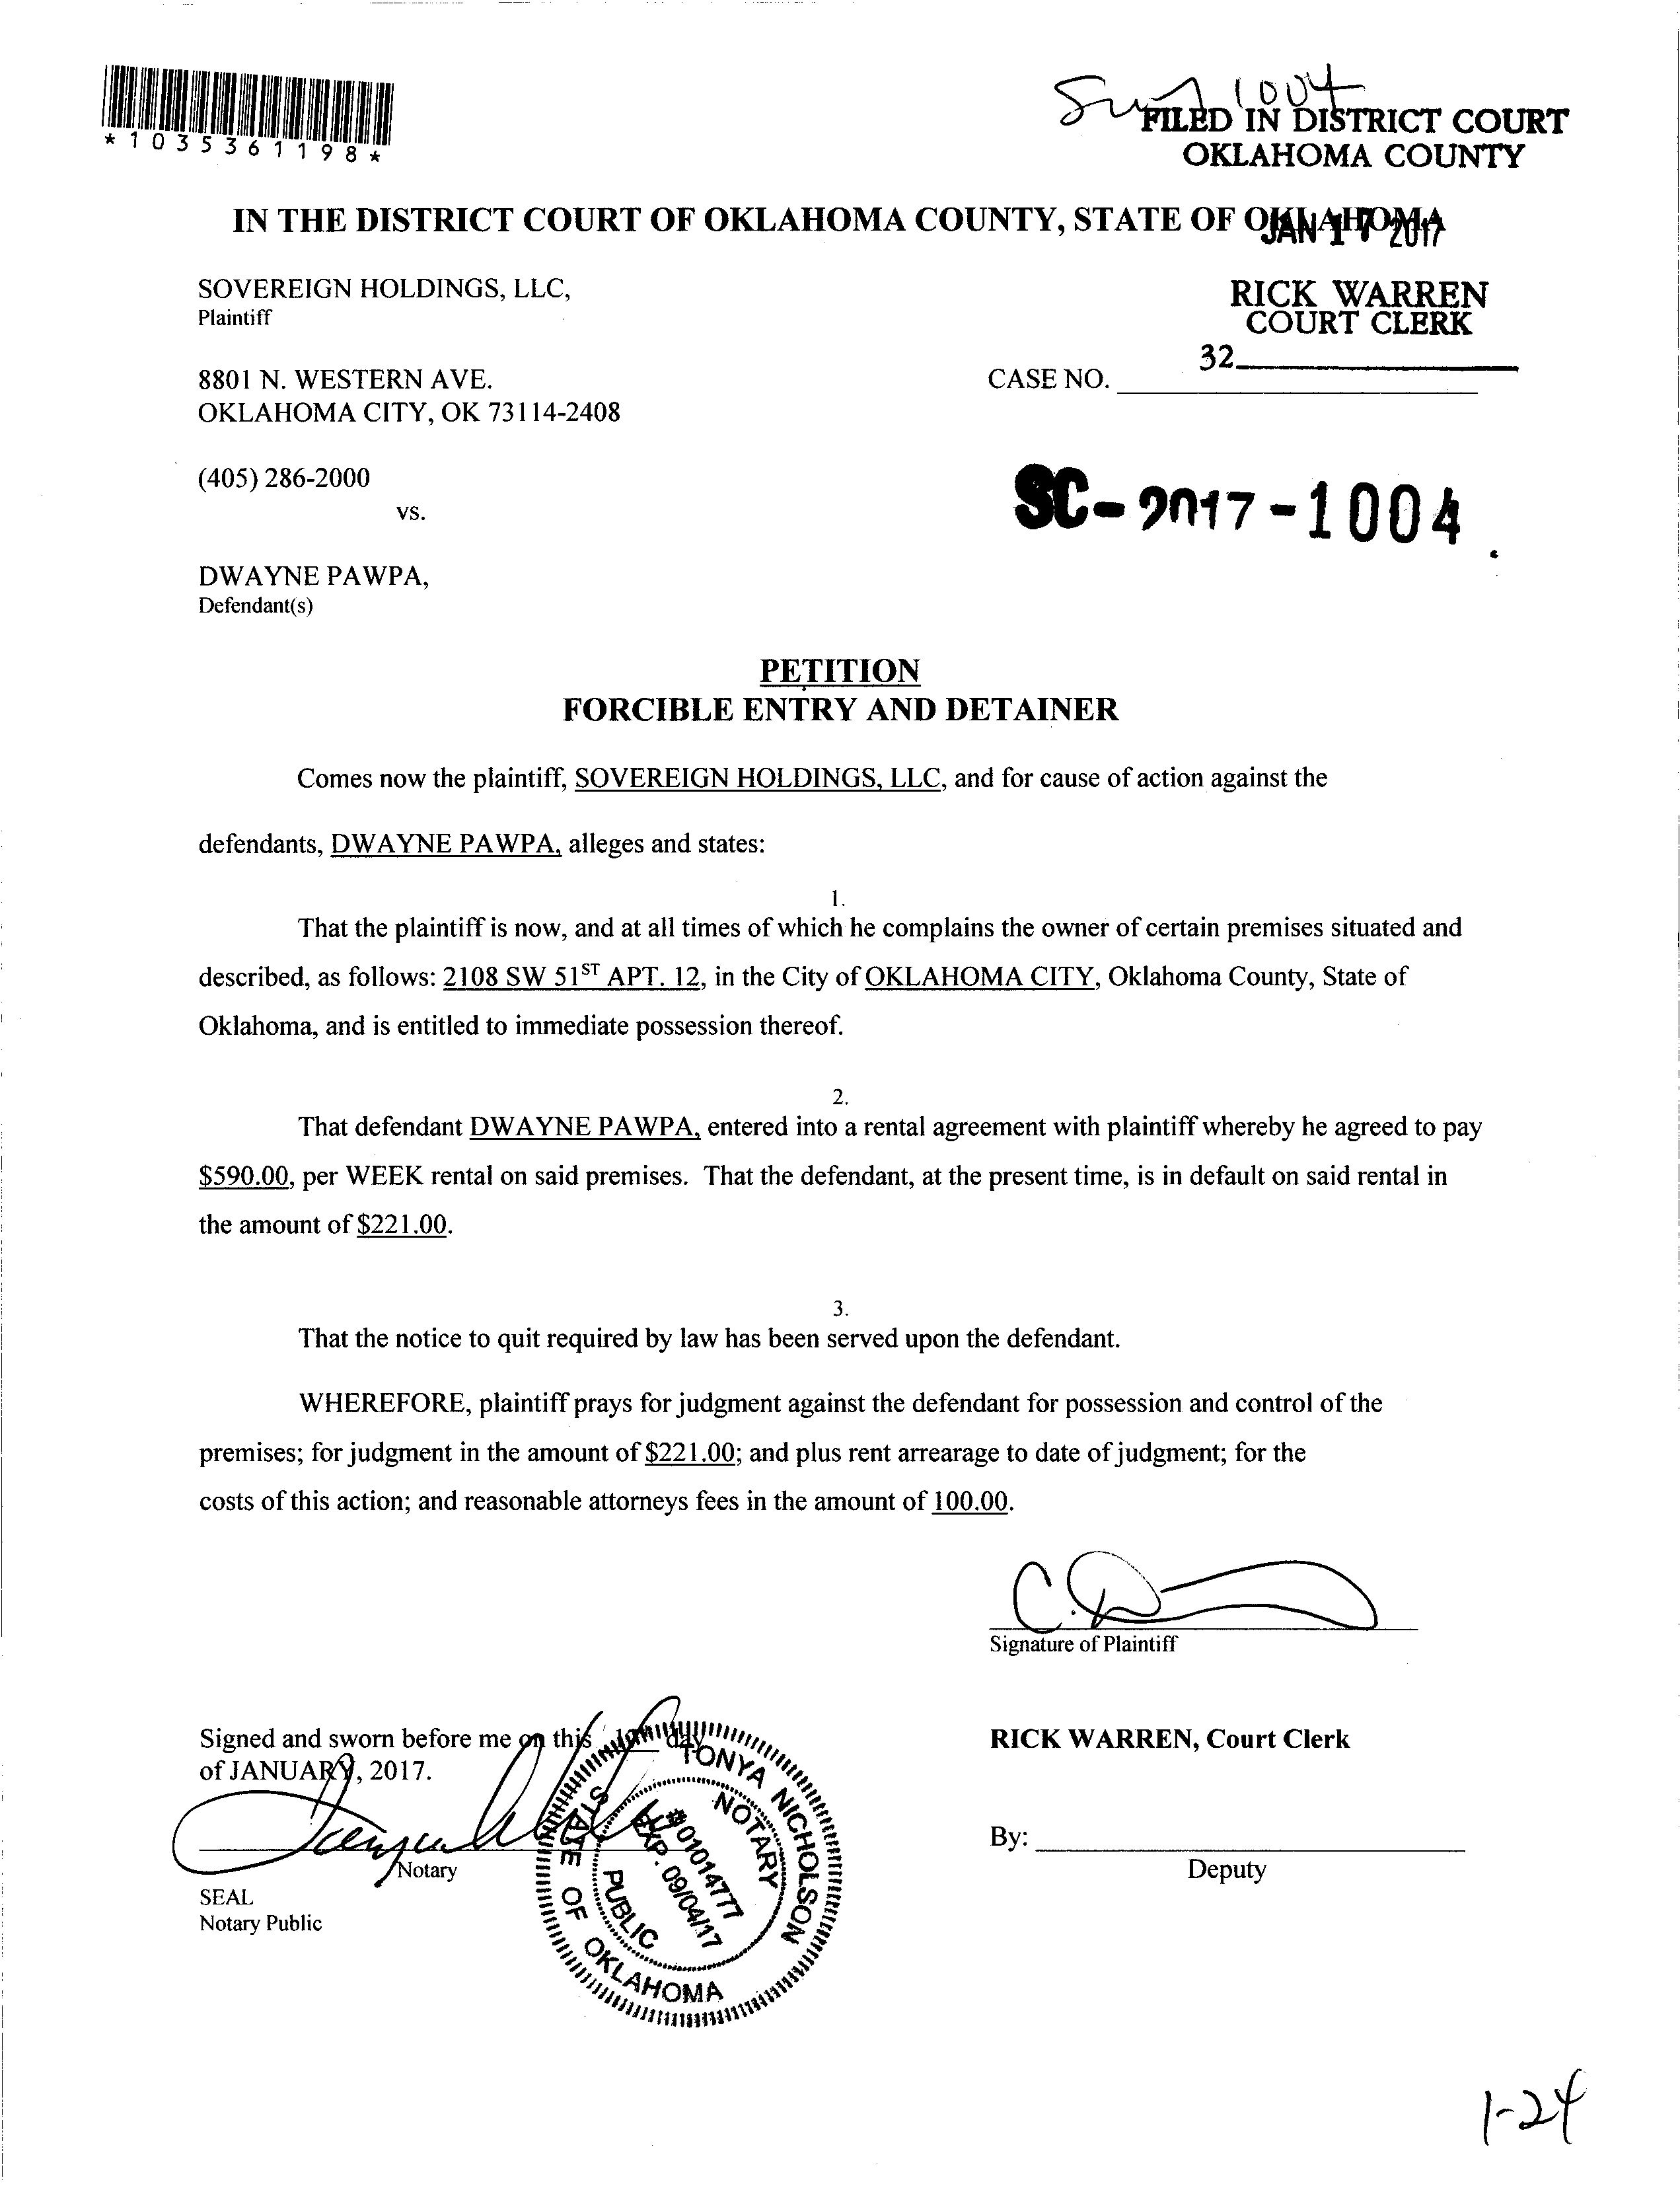 *1035361198*
1004
FILED IN DISTRICT COURT
OKLAHOMA COUNTY
IN THE DISTRICT COURT OF OKLAHOMA COUNTY, STATE OF OKLAHOMA
JAN 17 2017
SOVEREIGN HOLDINGS, LLC,
Plaintiff
RICK WARREN
COURT CLERK
32
8801 N. WESTERN AVE.
CASE NO.
OKLAHOMA CITY, OK 73114-2408
(405) 286-2000
SC-2017-1004
vs.
DWAYNE PAWPA,
Defendant(s)
PETITION
FORCIBLE ENTRY AND DETAINER
Comes now the plaintiff, SOVEREIGN HOLDINGS, LLC, and for cause of action against the
defendants, DWAYNE PAWPA, alleges and states:
1.
That the plaintiff is now, and at all times of which he complains the owner of certain premises situated and
described, as follows: 2108 SW 51ST APT. 12, in the City of OKLAHOMA CITY, Oklahoma County, State of
Oklahoma, and is entitled to immediate possession thereof.
2.
That defendant DWAYNE PAWPA, entered into a rental agreement with plaintiff whereby he agreed to pay
$590.00, per WEEK rental on said premises. That the defendant, at the present time, is in default on said rental in
the amount of $221.00.
3.
That the notice to quit required by law has been served upon the defendant.
WHEREFORE, plaintiff prays for judgment against the defendant for possession and control of the
premises; for judgment in the amount of $221.00; and plus rent arrearage to date of judgment; for the
costs of this action; and reasonable attorneys fees in the amount of 100.00.
Signature of Plaintiff
Signed and sworn before me on this day
of JANUARY, 2017.
RICK WARREN, Court Clerk
By:
Notary
Deputy
SEAL
Notary Public
TONYA NICHOLSON
NOTARY PUBLIC
#01014777
EXP. 09/04/17
STATE OF OKLAHOMA
1-24